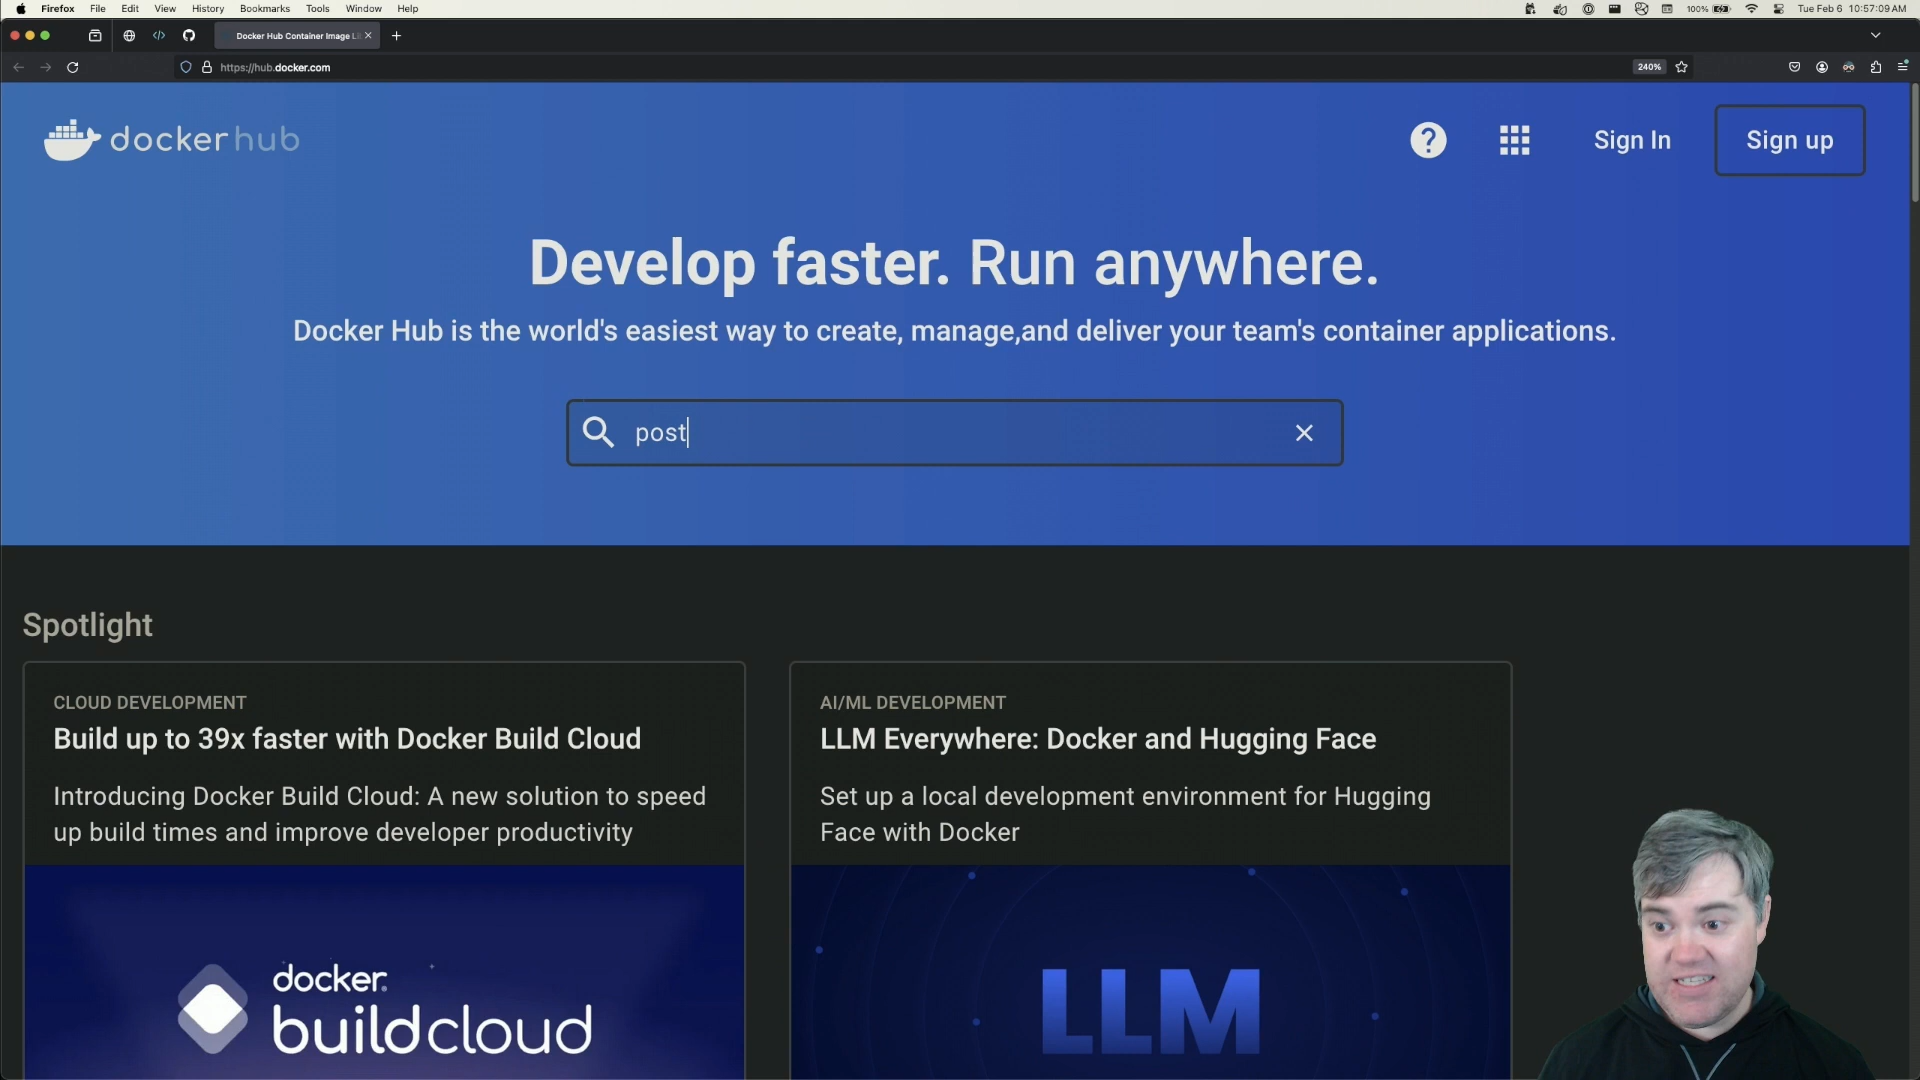 Firefox File Edit View History Bookmarks Tools Window Help 100% Tue Feb 6 10:57:09 AM
Docker Hub Container Image Li
https://hub.docker.com 240%
docker hub ? Sign In Sign up
Develop faster. Run anywhere.
Docker Hub is the world's easiest way to create, manage,and deliver your team's container applications.
post
Spotlight
CLOUD DEVELOPMENT
Build up to 39x faster with Docker Build Cloud
Introducing Docker Build Cloud: A new solution to speed
up build times and improve developer productivity
docker.
buildcloud
AI/ML DEVELOPMENT
LLM Everywhere: Docker and Hugging Face
Set up a local development environment for Hugging
Face with Docker
LLM